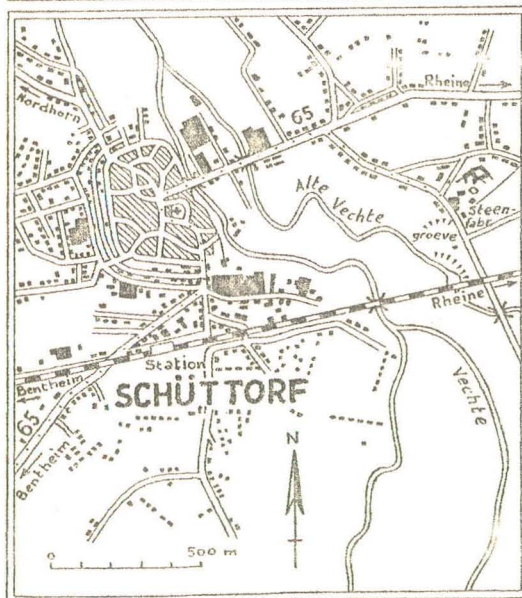 Nordhorn
65
Rheine
Alte Vechte
Steen-
fabr.
groeve
Rheine
Station
Bentheim
SCHÜTTORF
65
Bentheim
Vechte
N
0
500 m